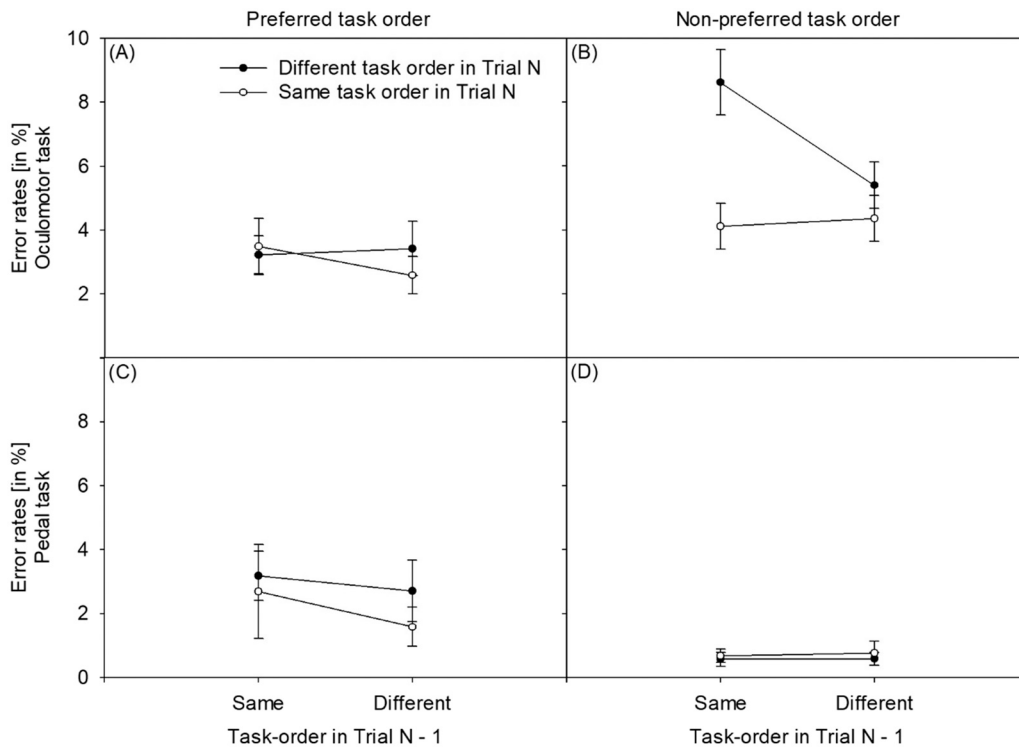 Preferred task order
Non-preferred task order
10
8
6
4
2
Error rates [in %]
Oculomotor task
(A)
Different task order in Trial N
Same task order in Trial N
(B)
8
6
4
2
0
Error rates [in %]
Pedal task
(C)
(D)
Same
Different
Same
Different
Task-order in Trial N - 1
Task-order in Trial N - 1